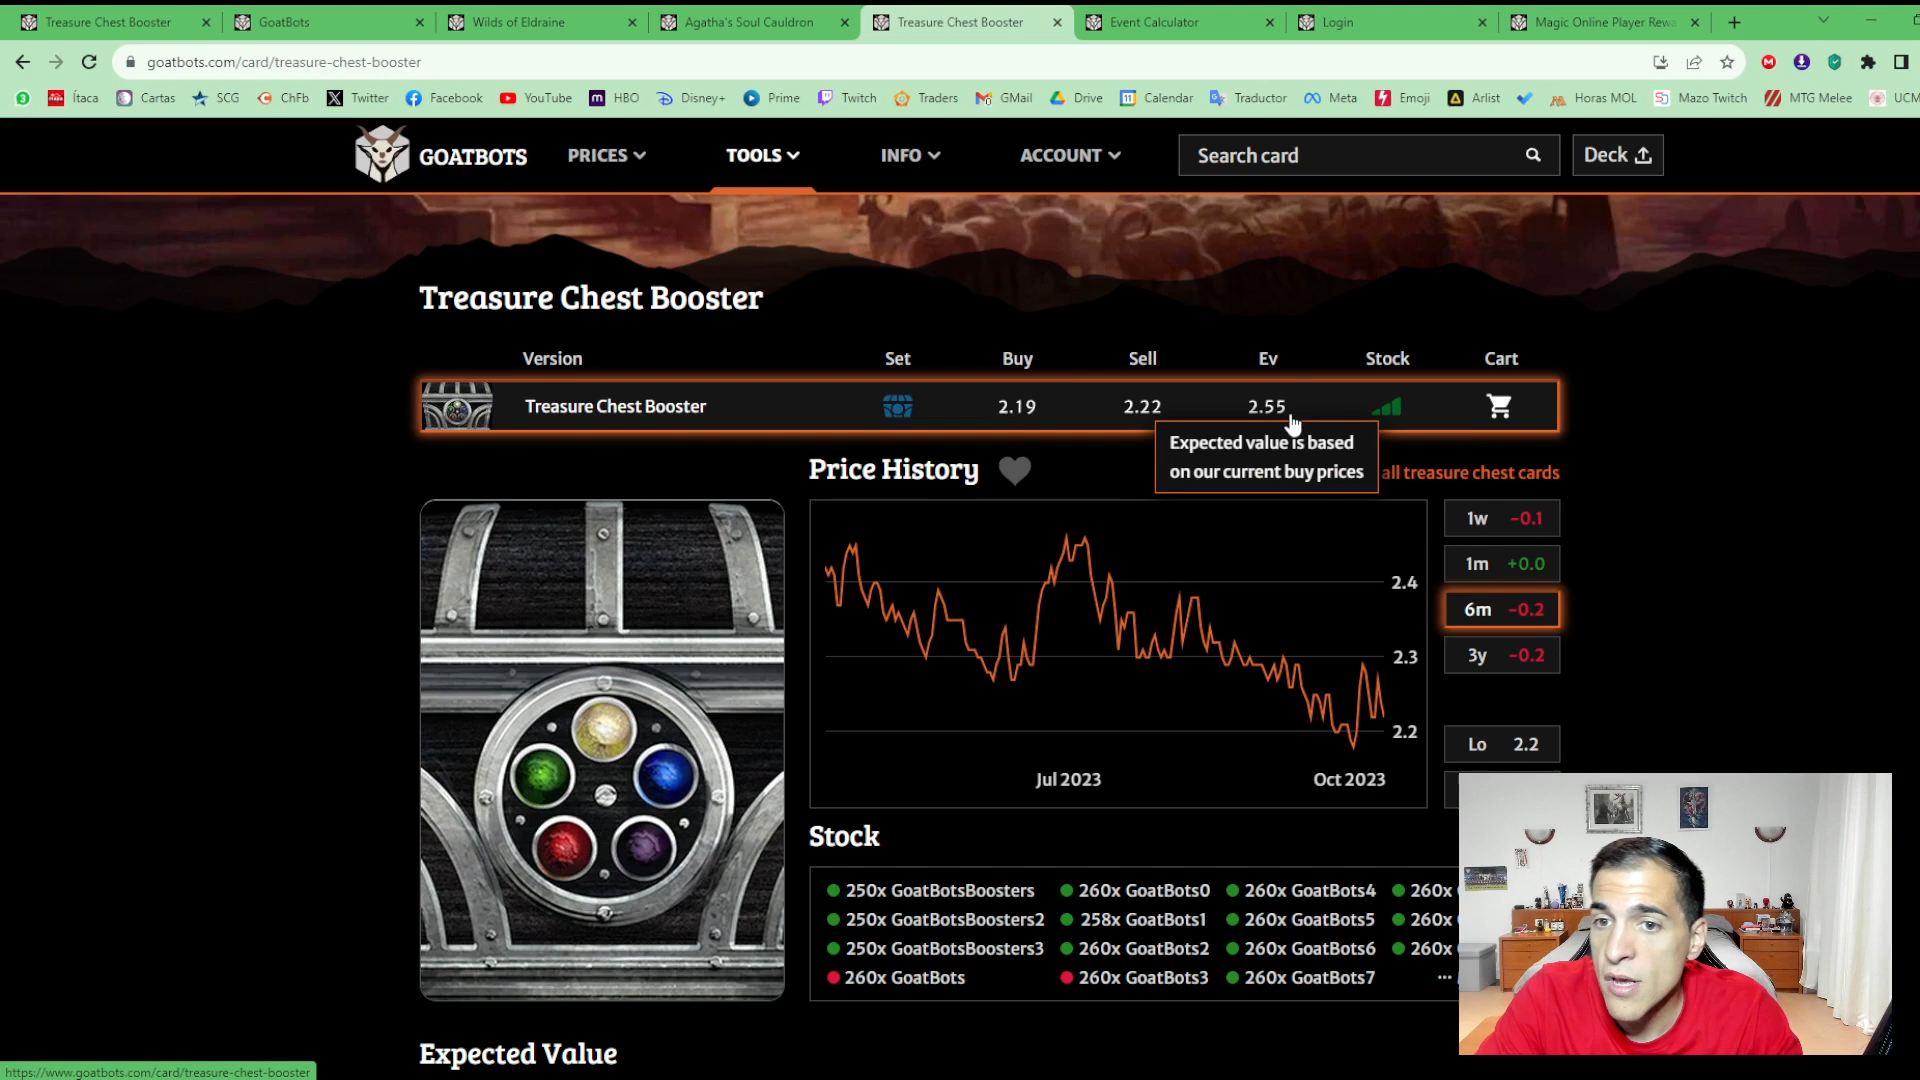 Treasure Chest Booster
GoatBots
Wilds of Eldraine
Agatha's Soul Cauldron
Treasure Chest Booster
Event Calculator
Login
Magic Online Player Rewa
goatbots.com/card/treasure-chest-booster
Ítaca
Cartas
SCG
ChFb
Twitter
Facebook
YouTube
HBO
Disney+
Prime
Twitch
Traders
GMail
Drive
Calendar
Traductor
Meta
Emoji
Arlist
Horas MOL
Mazo Twitch
MTG Melee
UCM
GOATBOTS
PRICES
TOOLS
INFO
ACCOUNT
Search card
Deck
Treasure Chest Booster
Version Set Buy Sell Ev Stock Cart
Treasure Chest Booster 2.19 2.22 2.55
Expected value is based
on our current buy prices
Price History
all treasure chest cards
1w -0.1
1m +0.0
6m -0.2
3y -0.2
Lo 2.2
2.4
2.3
2.2
Jul 2023 Oct 2023
Stock
250x GoatBotsBoosters 260x GoatBots0 260x GoatBots4 260x
250x GoatBotsBoosters2 258x GoatBots1 260x GoatBots5 260x
250x GoatBotsBoosters3 260x GoatBots2 260x GoatBots6 260x
260x GoatBots 260x GoatBots3 260x GoatBots7 ...
Expected Value
https://www.goatbots.com/card/treasure-chest-booster